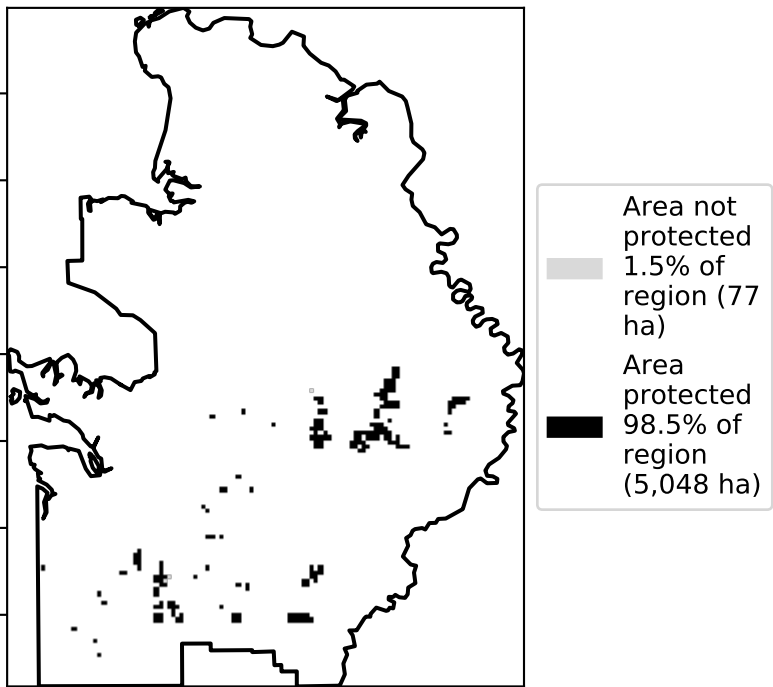 Area not
protected
1.5% of
region (77
ha)
Area
protected
98.5% of
region
(5,048 ha)